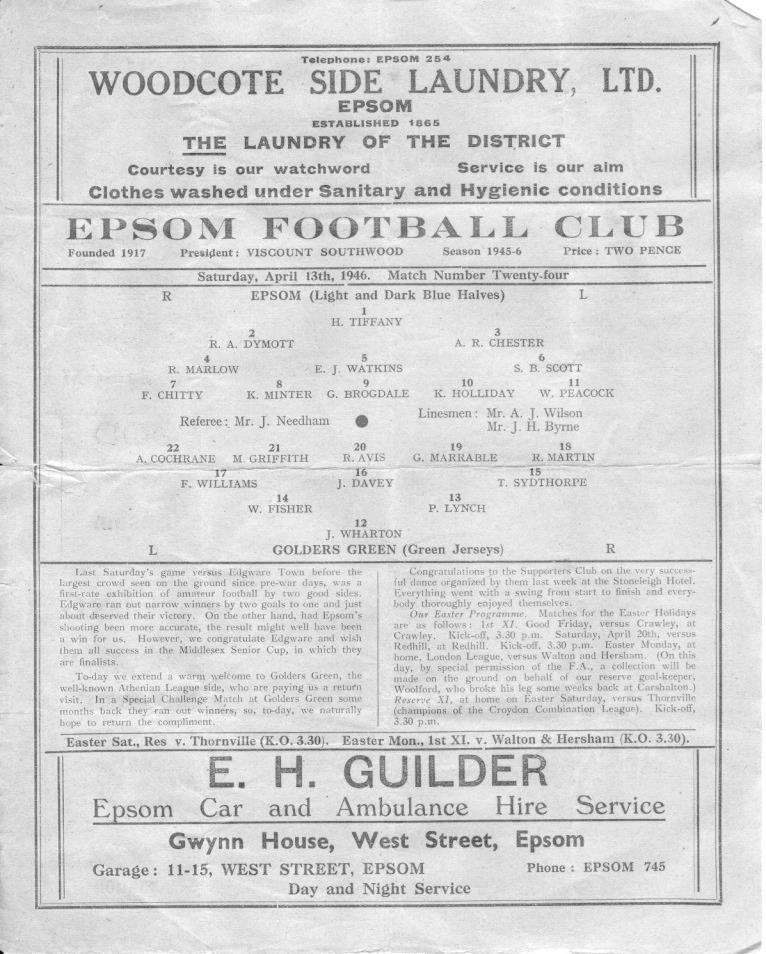 Telephone: EPSOM 254
WOODCOTE SIDE LAUNDRY, LTD.
EPSOM
ESTABLISHED 1865
THE LAUNDRY OF THE DISTRICT
Courtesy is our watchword Service is our aim
Clothes washed under Sanitary and Hygienic conditions
EPSOM FOOTBALL CLUB
Founded 1917 President: VISCOUNT SOUTHWOOD Season 1945-6 Price: TWO PENCE
Saturday, April 13th, 1946. Match Number Twenty-four
R EPSOM (Light and Dark Blue Halves) L
1
H. TIFFANY
2 3
R. A. DYMOTT A. R. CHESTER
4 5 6
R. MARLOW E. J. WATKINS S. B. SCOTT
7 8 9 10 11
F. CHITTY K. MINTER G. BROGDALE K. HOLLIDAY W. PEACOCK
Referee: Mr. J. Needham Linesmen: Mr. A. J. Wilson
Mr. J. H. Byrne
22 21 20 19 18
A. COCHRANE M. GRIFFITH R. AVIS G. MARRABLE R. MARTIN
17 16 15
F. WILLIAMS J. DAVEY T. SYDTHORPE
14 13
W. FISHER P. LYNCH
12
J. WHARTON
L GOLDERS GREEN (Green Jerseys) R
Last Saturday's game versus Edgware Town before the
largest crowd seen on the ground since pre-war days, was a
first-rate exhibition of amateur football by two good sides.
Edgware ran out narrow winners by two goals to one and just
about deserved their victory. On the other hand, had Epsom's
shooting been more accurate, the result might well have been
a win for us. However, we congratulate Edgware and wish
them all success in the Middlesex Senior Cup, in which they
are finalists.
To-day we extend a warm welcome to Golders Green, the
well-known Athenian League side, who are paying us a return
visit. In a Special Challenge Match at Golders Green some
months back they ran out winners, so, to-day, we naturally
hope to return the compliment.
Congratulations to the Supporters Club on the very success-
ful dance organized by them last week at the Stoneleigh Hotel.
Everything went with a swing from start to finish and every-
body thoroughly enjoyed themselves.
Our Easter Programme. Matches for the Easter Holidays
are as follows: 1st XI. Good Friday, versus Crawley, at
Crawley. Kick-off, 3.30 p.m. Saturday, April 20th, versus
Redhill, at Redhill. Kick-off, 3.30 p.m. Easter Monday, at
home, London League, versus Walton and Hersham. (On this
day, by special permission of the F.A., a collection will be
made on the ground on behalf of our reserve goal-keeper,
Woolford, who broke his leg some weeks back at Carshalton.)
Reserve XI, at home on Easter Saturday, versus Thornville
(champions of the Croydon Combination League). Kick-off,
3.30 p.m.
Easter Sat., Res v. Thornville (K.O. 3.30). Easter Mon., 1st XI. v. Walton & Hersham (K.O. 3.30).
E. H. GUILDER
Epsom Car and Ambulance Hire Service
Gwynn House, West Street, Epsom
Garage: 11-15, WEST STREET, EPSOM Phone: EPSOM 745
Day and Night Service